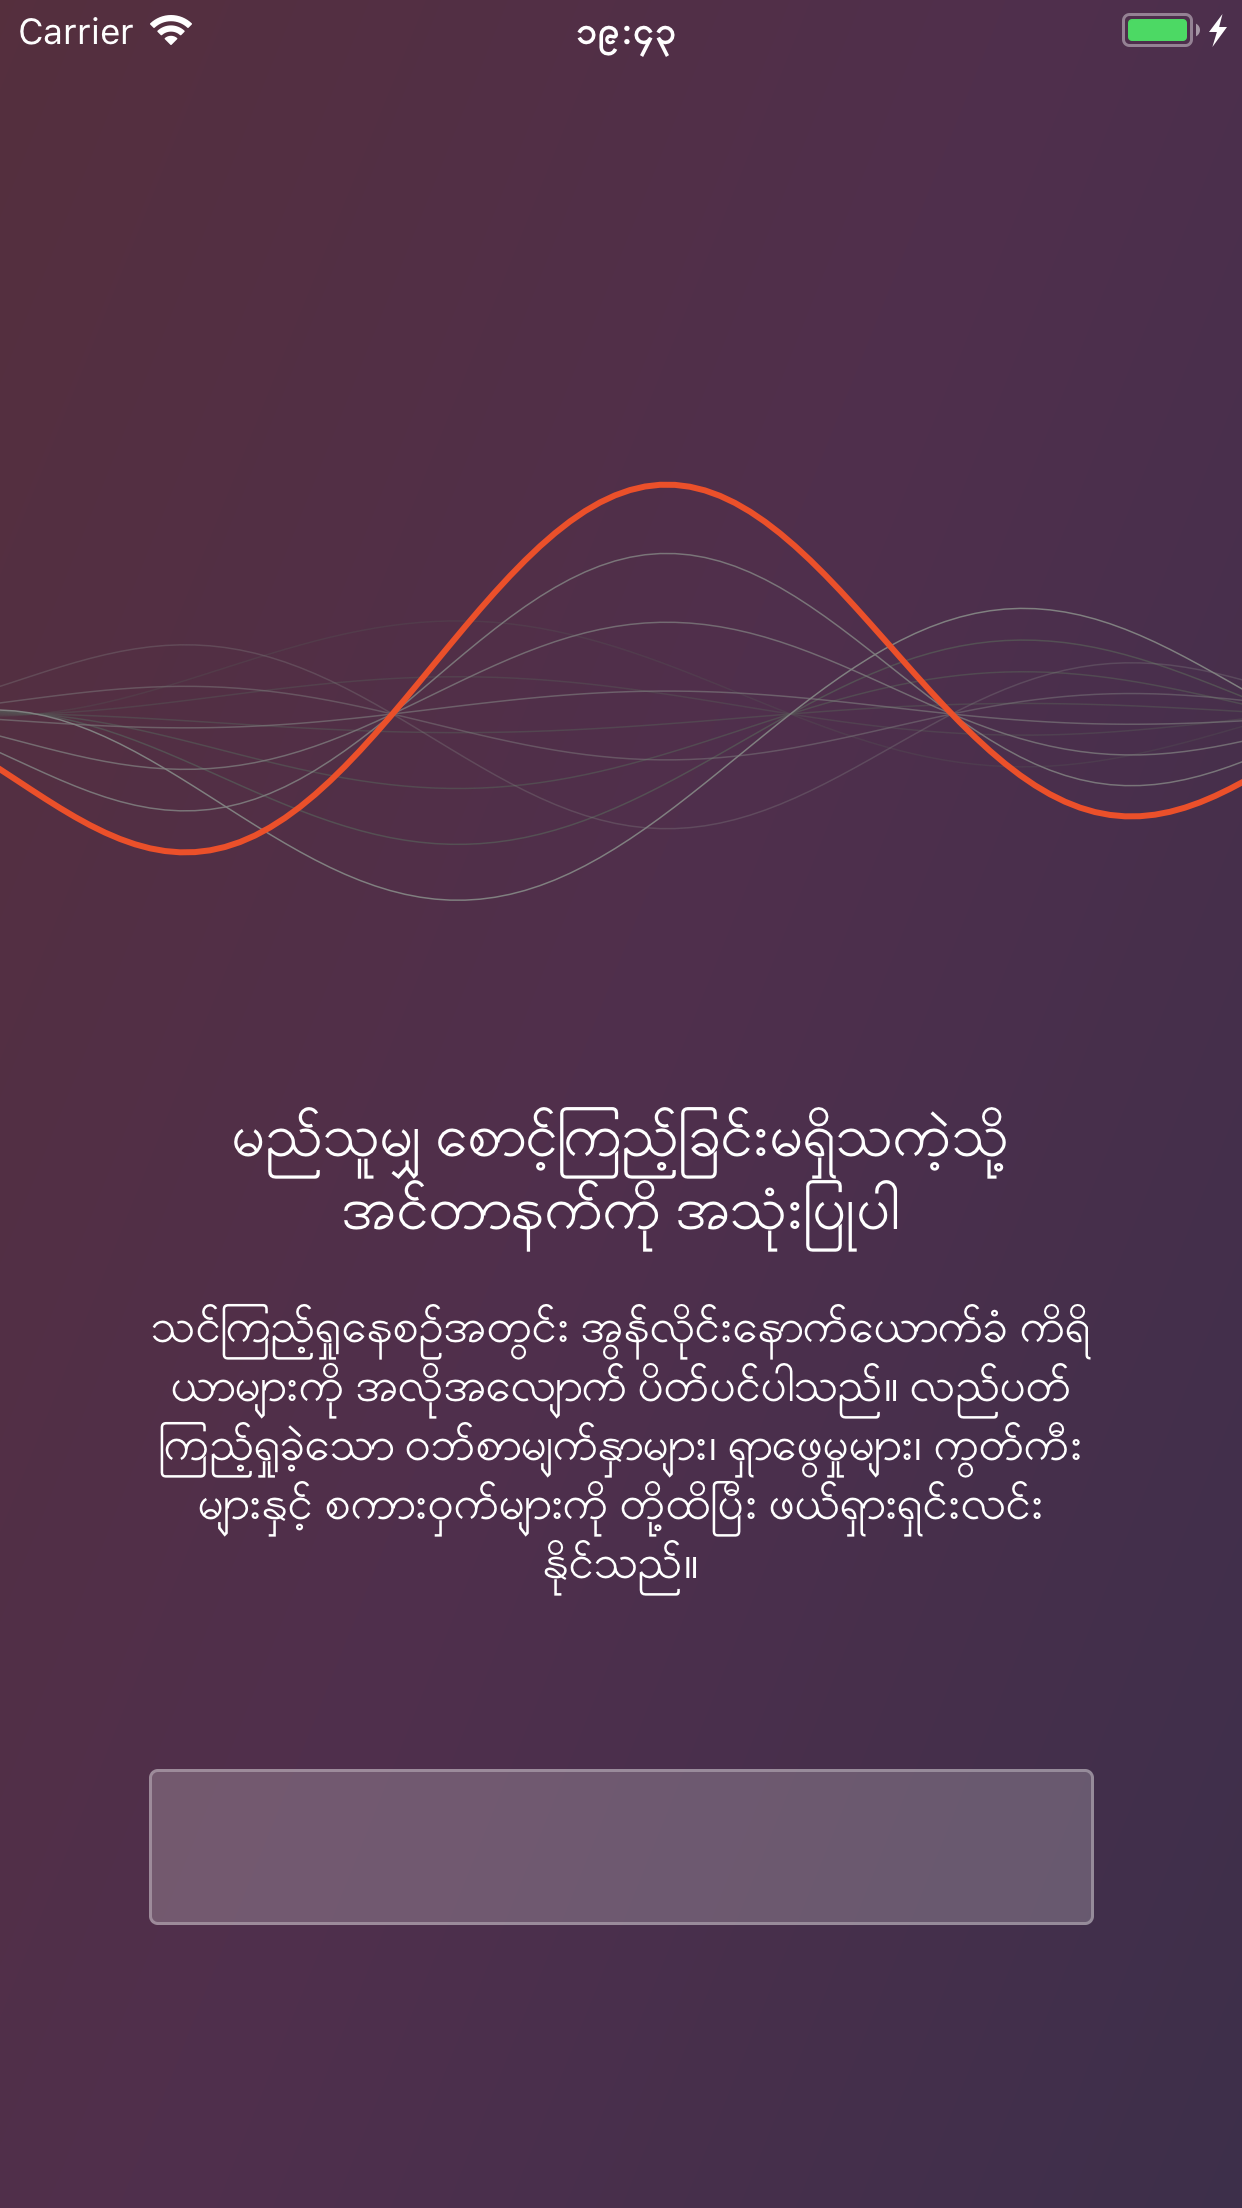 Carrier
၁၉:၄၃
မည်သူမျှ စောင့်ကြည့်ခြင်းမရှိသကဲ့သို့
အင်တာနက်ကို အသုံးပြုပါ
သင်ကြည့်ရှုနေစဉ်အတွင်း အွန်လိုင်းနောက်ယောက်ခံ ကိရိ
ယာများကို အလိုအလျောက် ပိတ်ပင်ပါသည်။ လည်ပတ်
ကြည့်ရှုခဲ့သော ဝဘ်စာမျက်နှာများ၊ ရှာဖွေမှုများ၊ ကွတ်ကီး
များနှင့် စကားဝှက်များကို တို့ထိပြီး ဖယ်ရှားရှင်းလင်း
နိုင်သည်။